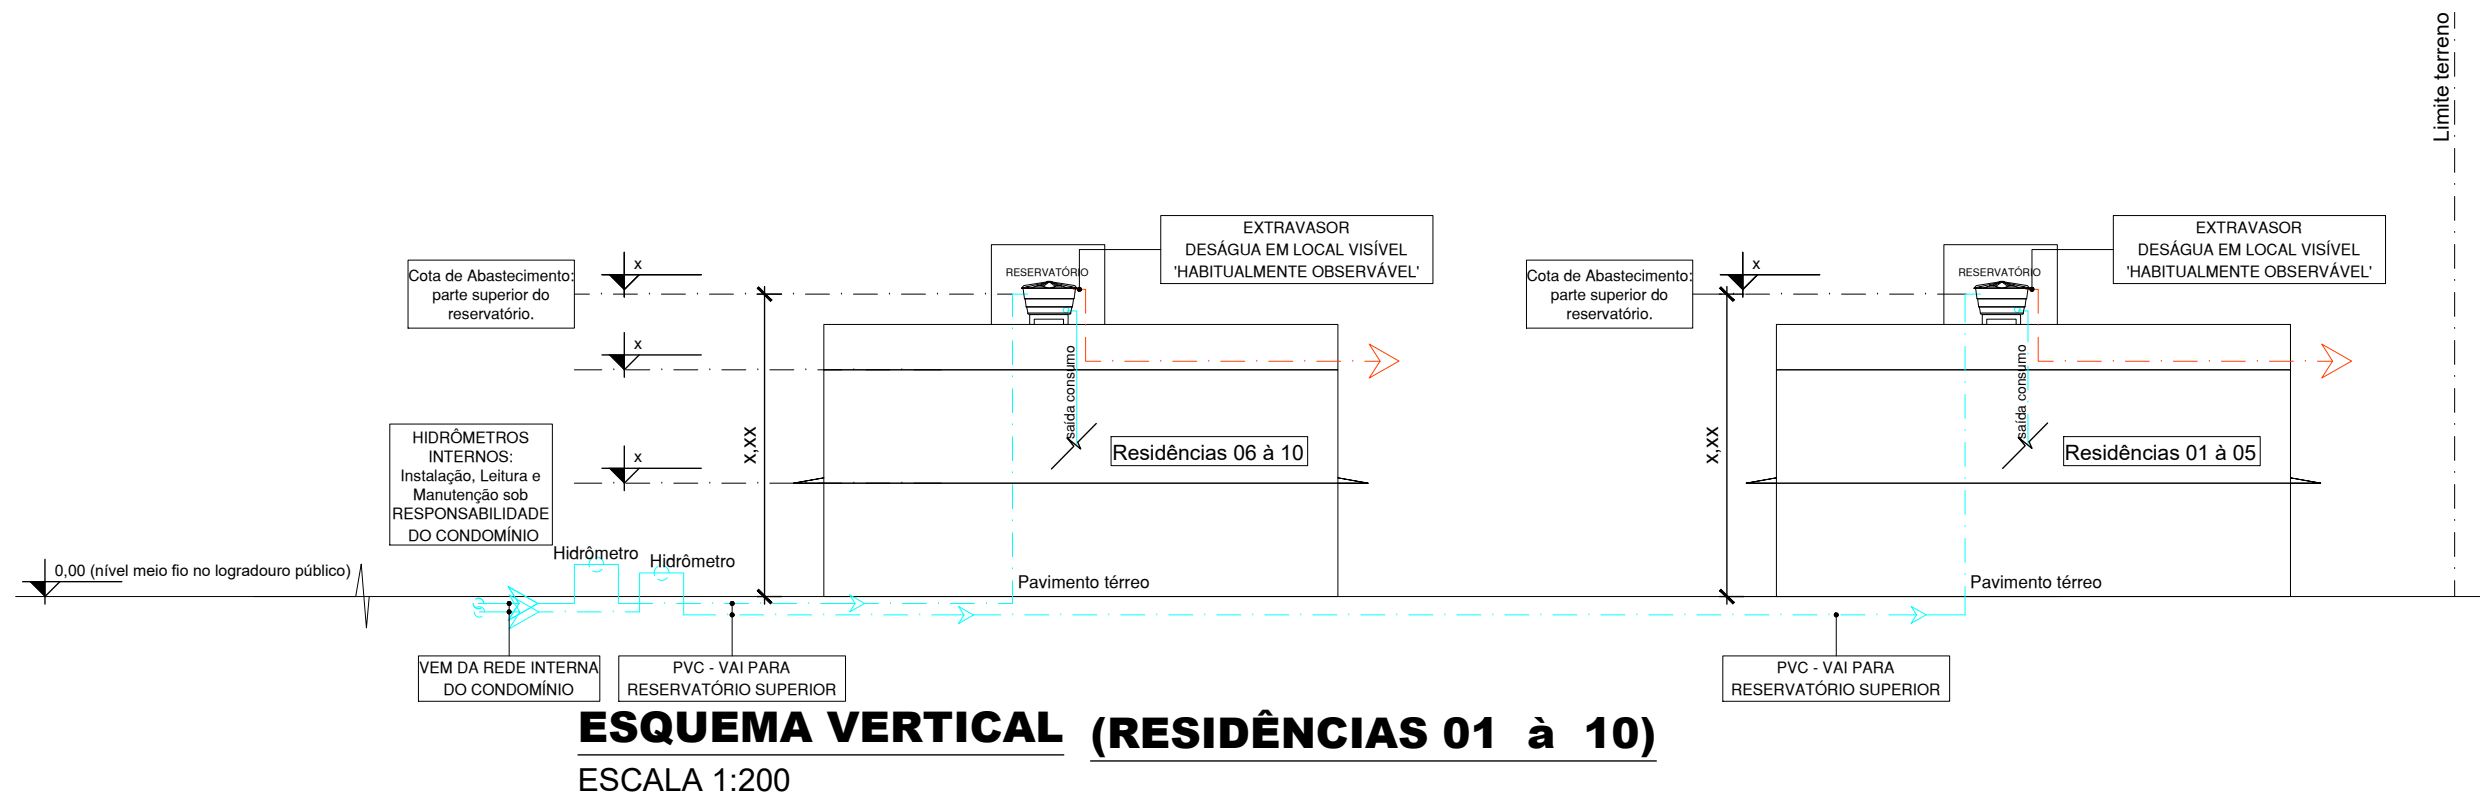 Limite terreno
EXTRAVASOR
DESÁGUA EM LOCAL VISÍVEL
'HABITUALMENTE OBSERVÁVEL'
EXTRAVASOR
DESÁGUA EM LOCAL VISÍVEL
'HABITUALMENTE OBSERVÁVEL'
Cota de Abastecimento:
parte superior do
reservatório.
x
RESERVATÓRIO
Cota de Abastecimento:
parte superior do
reservatório.
x
RESERVATÓRIO
x
saída consumo
saída consumo
x
x,xx
x,xx
Residências 06 à 10
Residências 01 à 05
HIDRÔMETROS
INTERNOS:
Instalação, Leitura e
Manutenção sob
RESPONSABILIDADE
DO CONDOMÍNIO
Hidrômetro
Hidrômetro
0,00 (nível meio fio no logradouro público)
Pavimento térreo
Pavimento térreo
VEM DA REDE INTERNA
DO CONDOMÍNIO
PVC - VAI PARA
RESERVATÓRIO SUPERIOR
PVC - VAI PARA
RESERVATÓRIO SUPERIOR
ESQUEMA VERTICAL (RESIDÊNCIAS 01 à 10)
ESCALA 1:200